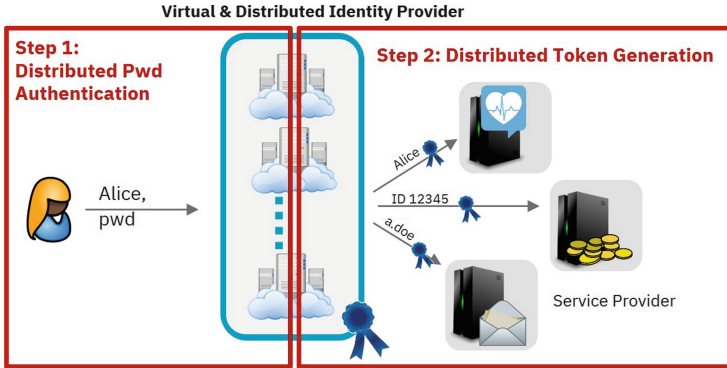 Virtual & Distributed Identity Provider
Step 1:
Distributed Pwd
Authentication
Alice,
pwd
Step 2: Distributed Token Generation
Alice
ID 12345
a.doe
Service Provider